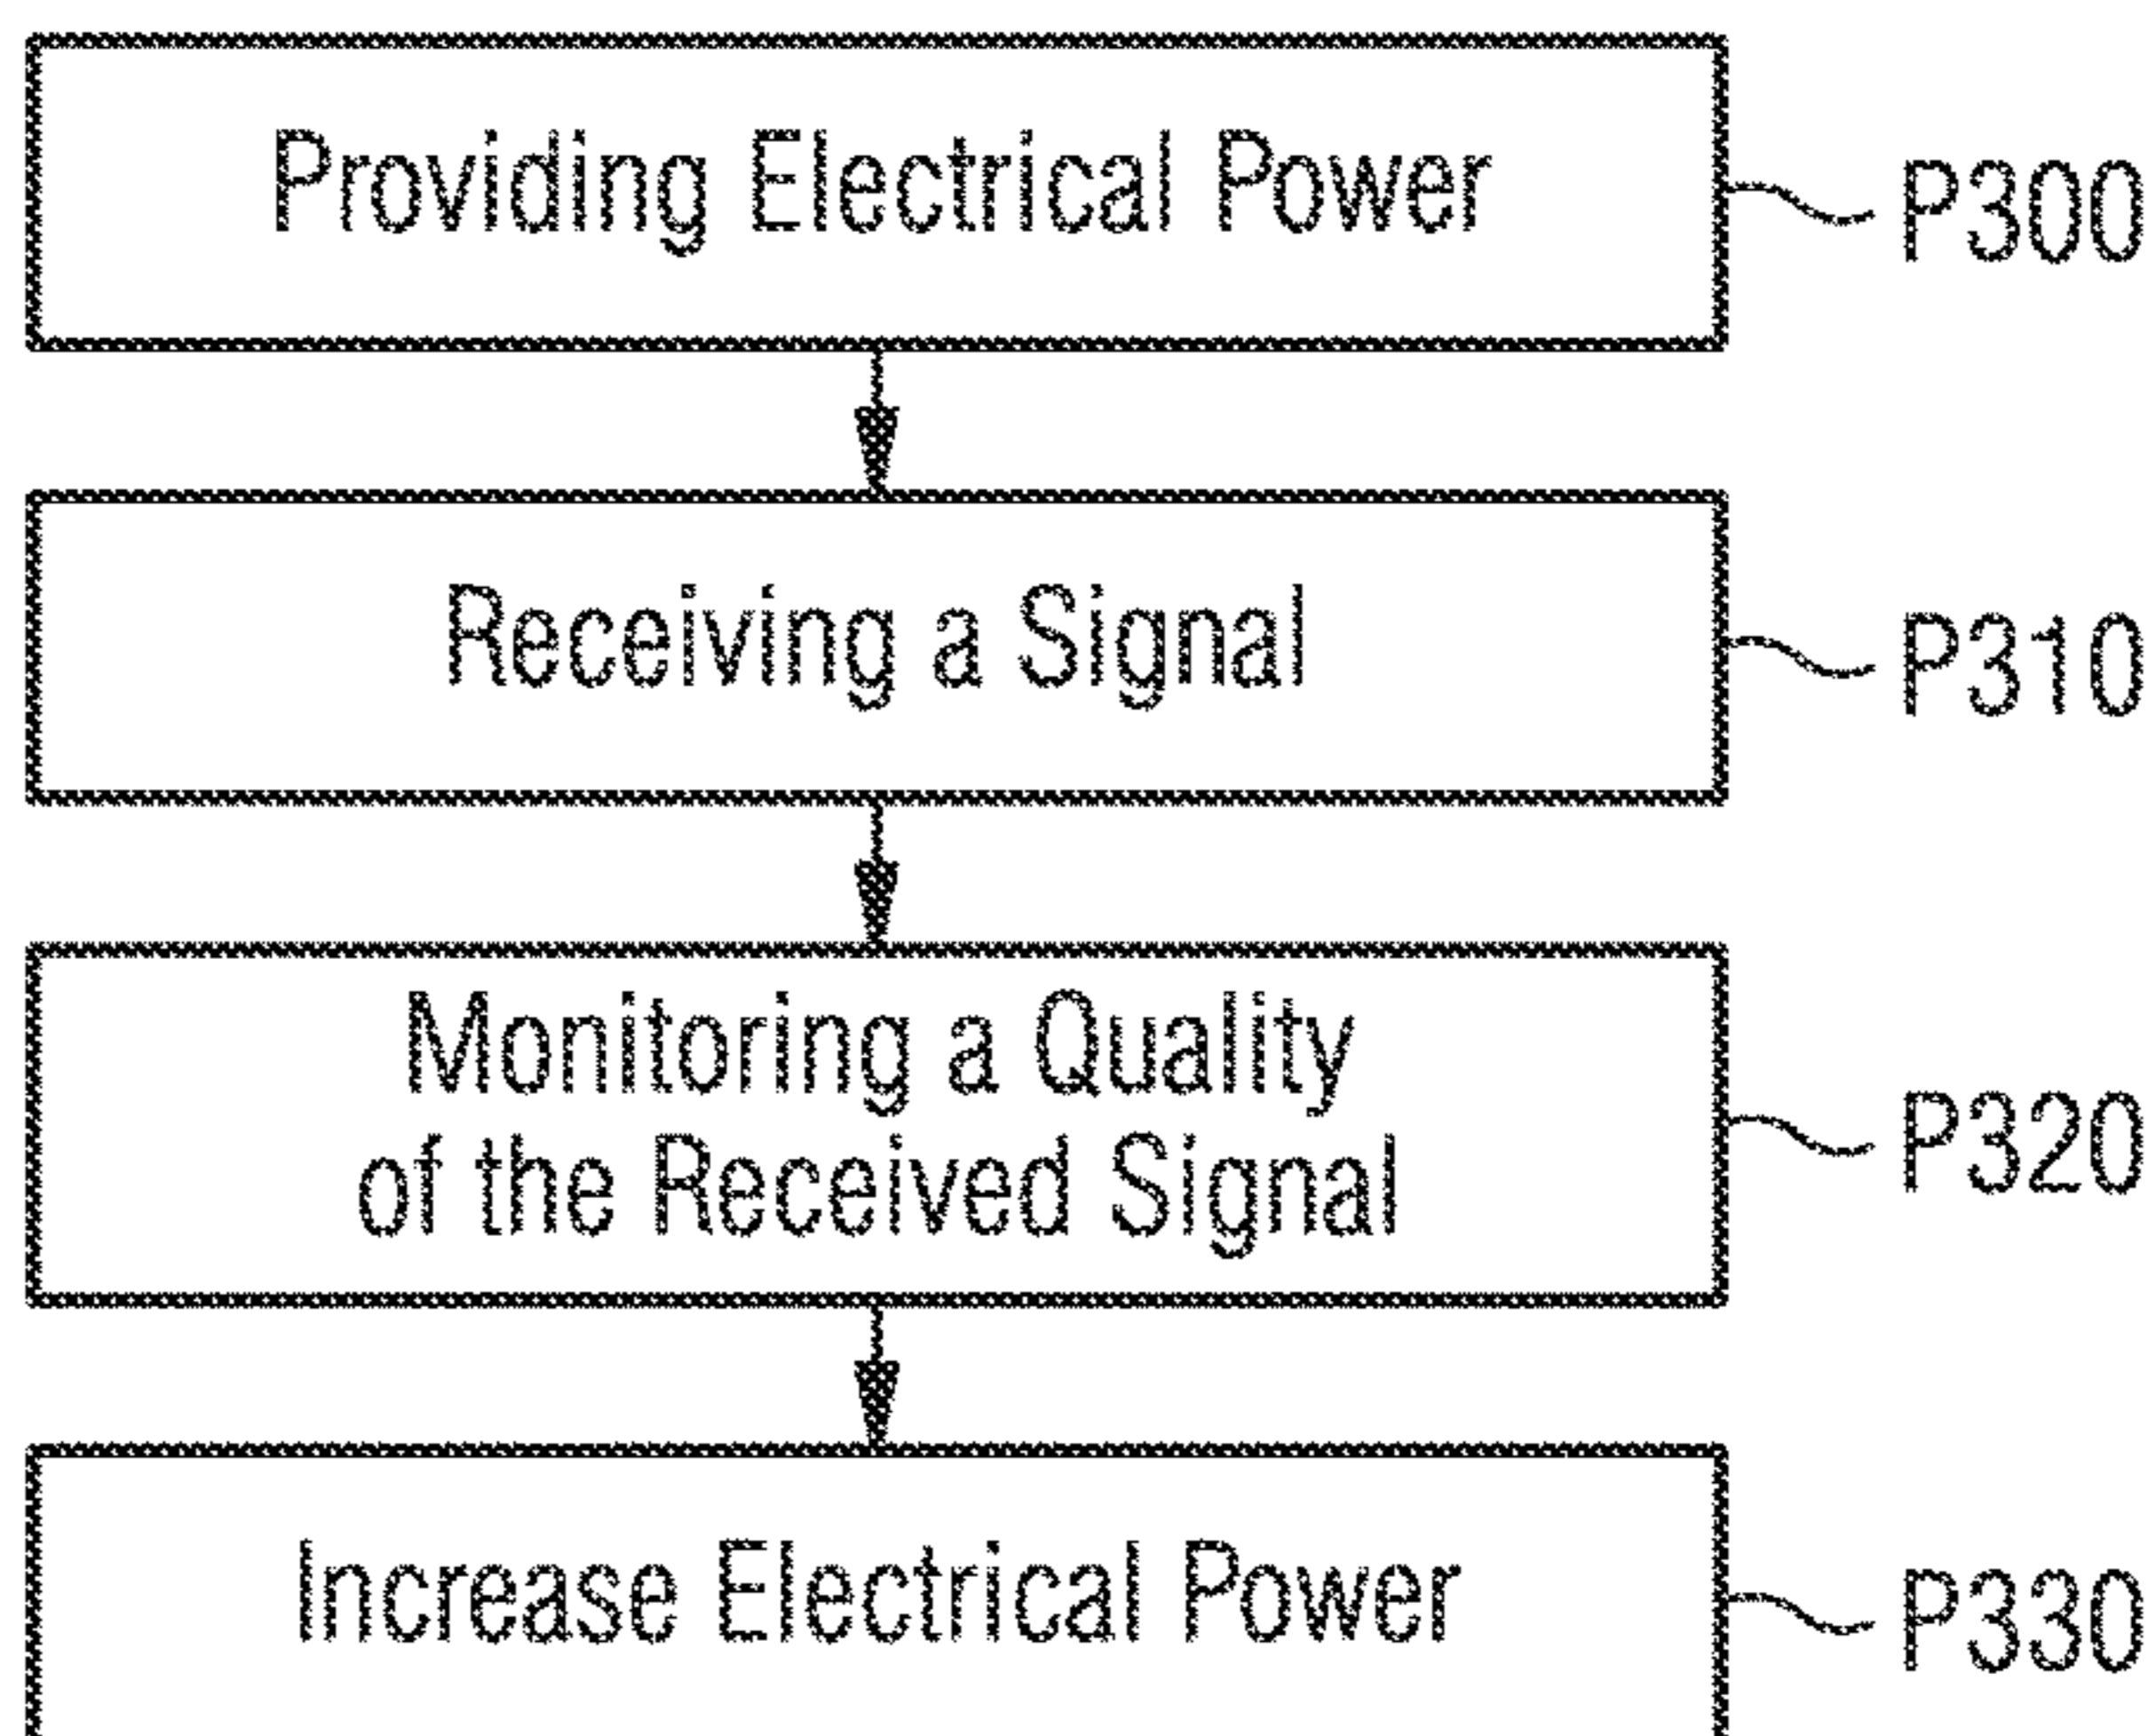 Providing Electrical Power
P300
Receiving a Signal
P310
Monitoring a Quality
of the Received Signal
P320
Increase Electrical Power
P330